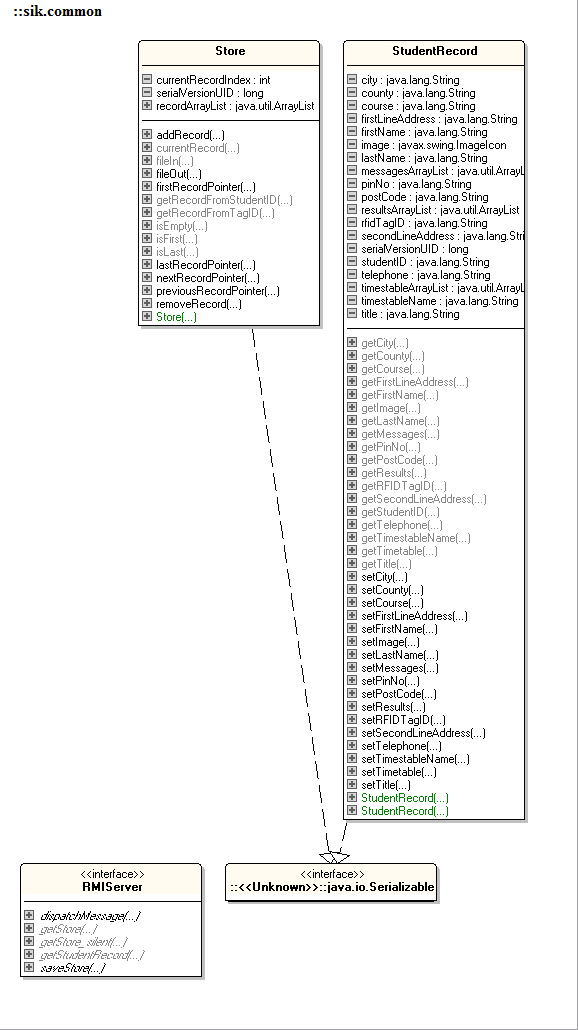 ::sik.common
Store
currentRecordIndex : int
serialVersionUID : long
recordArrayList : java.util.ArrayList
addRecord(...)
currentRecord(...)
fileIn(...)
fileOut(...)
firstRecordPointer(...)
getRecordFromStudentID(...)
getRecordFromTagID(...)
isEmpty(...)
isFirst(...)
isLast(...)
lastRecordPointer(...)
nextRecordPointer(...)
previousRecordPointer(...)
removeRecord(...)
Store(...)
StudentRecord
city : java.lang.String
county : java.lang.String
course : java.lang.String
firstLineAddress : java.lang.String
firstName : java.lang.String
image : javax.swing.ImageIcon
lastName : java.lang.String
messagesArrayList : java.util.ArrayL
pinNo : java.lang.String
postCode : java.lang.String
resultsArrayList : java.util.ArrayList
rfidTagID : java.lang.String
secondLineAddress : java.lang.Stri
serialVersionUID : long
studentID : java.lang.String
telephone : java.lang.String
timestableArrayList : java.util.ArrayL
timestableName : java.lang.String
title : java.lang.String
getCity(...)
getCounty(...)
getCourse(...)
getFirstLineAddress(...)
getFirstName(...)
getImage(...)
getLastName(...)
getMessages(...)
getPinNo(...)
getPostCode(...)
getResults(...)
getRFIDTagID(...)
getSecondLineAddress(...)
getStudentID(...)
getTelephone(...)
getTimestableName(...)
getTimetable(...)
getTitle(...)
setCity(...)
setCounty(...)
setCourse(...)
setFirstLineAddress(...)
setFirstName(...)
setImage(...)
setLastName(...)
setMessages(...)
setPinNo(...)
setPostCode(...)
setResults(...)
setRFIDTagID(...)
setSecondLineAddress(...)
setTelephone(...)
setTimestableName(...)
setTimetable(...)
setTitle(...)
StudentRecord(...)
StudentRecord(...)
<<interface>>
RMIServer
dispatchMessage(...)
getStore(...)
getStore_silent(...)
getStudentRecord(...)
saveStore(...)
<<interface>>
::<<Unknown>>::java.io.Serializable